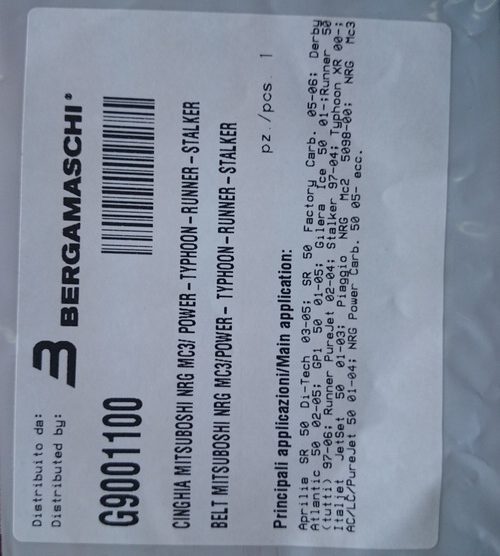 Distribuito da:
Distributed by:
BERGAMASCHI®
G9001100
CINGHIA MITSUBOSHI NRG MC3/ POWER-TYPHOON-RUNNER-STALKER
BELT MITSUBOSHI NRG MC3/POWER- TYPHOON-RUNNER-STALKER
pz./pcs. 1
Principali applicazioni/Main application:
Aprilia SR 50 Di-Tech 03-05; SR 50 Factory Carb. 05-06; Derby
Atlantic 50 02-05; GP1 50 01-05; Gilera Ice 50 01-;Runner 50
(tutti) 97-06; Runner PureJet 02-04; Stalker 97-04; Typhoon XR 00-;
Italjet JetSet 50 01-03; Piaggio NRG Mc2 5098-00; NRG Mc3
AC/LC/PureJet 50 01-04; NRG Power Carb. 50 05- ecc.